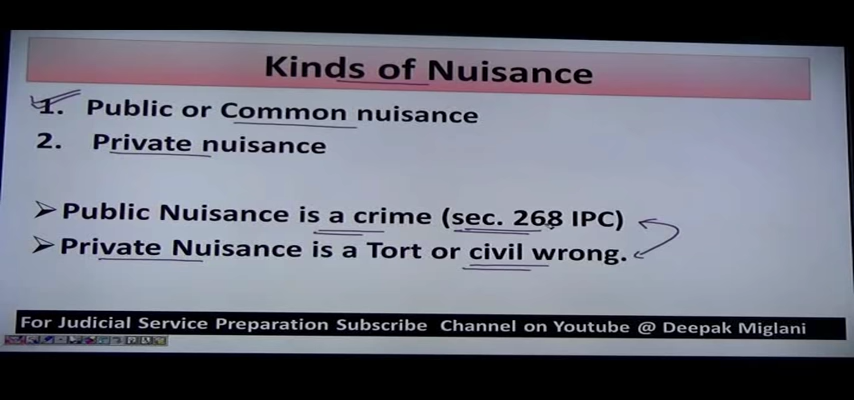 Kinds of Nuisance
1. Public or Common nuisance
2. Private nuisance
➢ Public Nuisance is a crime (sec. 268 IPC)
➢ Private Nuisance is a Tort or civil wrong.
For Judicial Service Preparation Subscribe Channel on Youtube @ Deepak Miglani